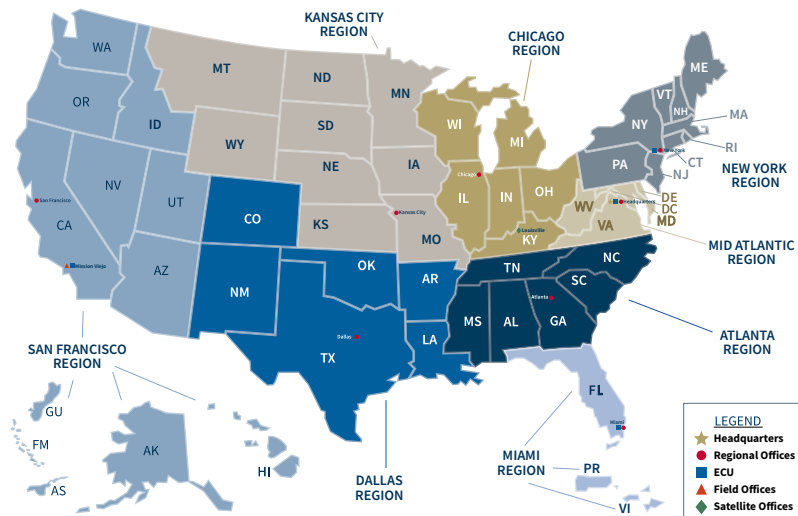 KANSAS CITY
REGION
CHICAGO
REGION
WA
MT
ND
MN
ME
VT
NH
OR
ID
SD
WI
MI
NY
MA
WY
RI
New York
CT
NJ
NEW YORK
REGION
IA
NE
PA
Chicago
NV
UT
IL
IN
OH
DE
DC
MD
WV
Headquarters
San Francisco
CO
Kansas City
KS
MO
Louisville
KY
VA
CA
MID ATLANTIC
REGION
Mission Viejo
AZ
NM
OK
AR
TN
NC
SC
Atlanta
MS
AL
GA
Dallas
TX
LA
ATLANTA
REGION
SAN FRANCISCO
REGION
FL
GU
FM
AS
AK
HI
DALLAS
REGION
Miami
MIAMI
REGION
PR
VI
LEGEND
Headquarters
Regional Offices
ECU
Field Offices
Satellite Offices